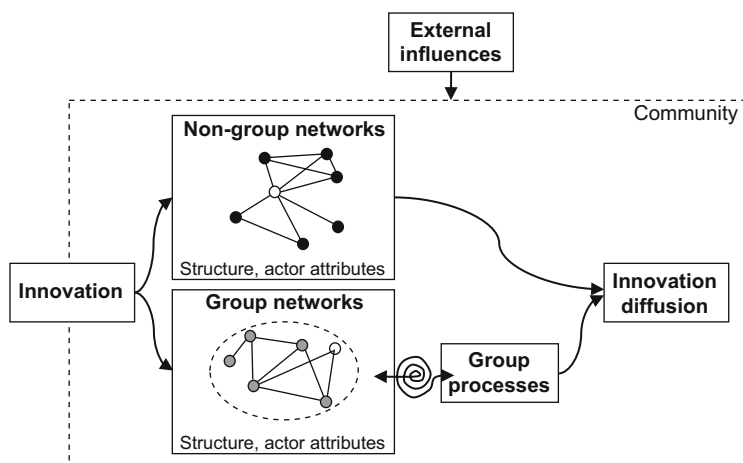 External
influences
Community
Non-group networks
Structure, actor attributes
Innovation
Group networks
Structure, actor attributes
Group
processes
Innovation
diffusion